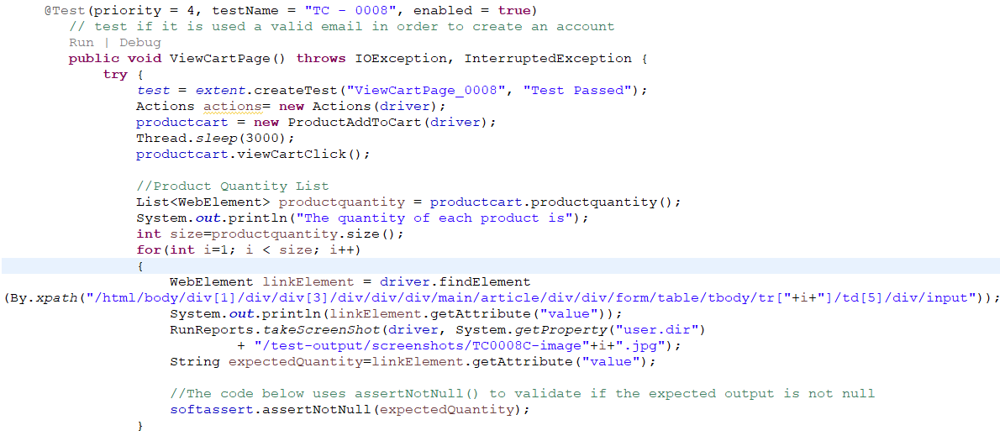 @Test(priority = 4, testName = "TC - 0008", enabled = true)
// test if it is used a valid email in order to create an account
Run | Debug
public void ViewCartPage() throws IOException, InterruptedException {
try {
test = extent.createTest("ViewCartPage_0008", "Test Passed");
Actions actions= new Actions(driver);
productcart = new ProductAddToCart(driver);
Thread.sleep(3000);
productcart.viewCartClick();
//Product Quantity List
List<WebElement> productquantity = productcart.productquantity();
System.out.println("The quantity of each product is");
int size=productquantity.size();
for(int i=1; i < size; i++)
{
WebElement linkElement = driver.findElement
(By.xpath("/html/body/div[1]/div/div[3]/div/div/div/main/article/div/div/form/table/tbody/tr["+i+"]/td[5]/div/input"));
System.out.println(linkElement.getAttribute("value"));
RunReports.takeScreenShot(driver, System.getProperty("user.dir")
+ "/test-output/screenshots/TC0008C-image"+i+".jpg");
String expectedQuantity=linkElement.getAttribute("value");
//The code below uses assertNotNull() to validate if the expected output is not null
softassert.assertNotNull(expectedQuantity);
}